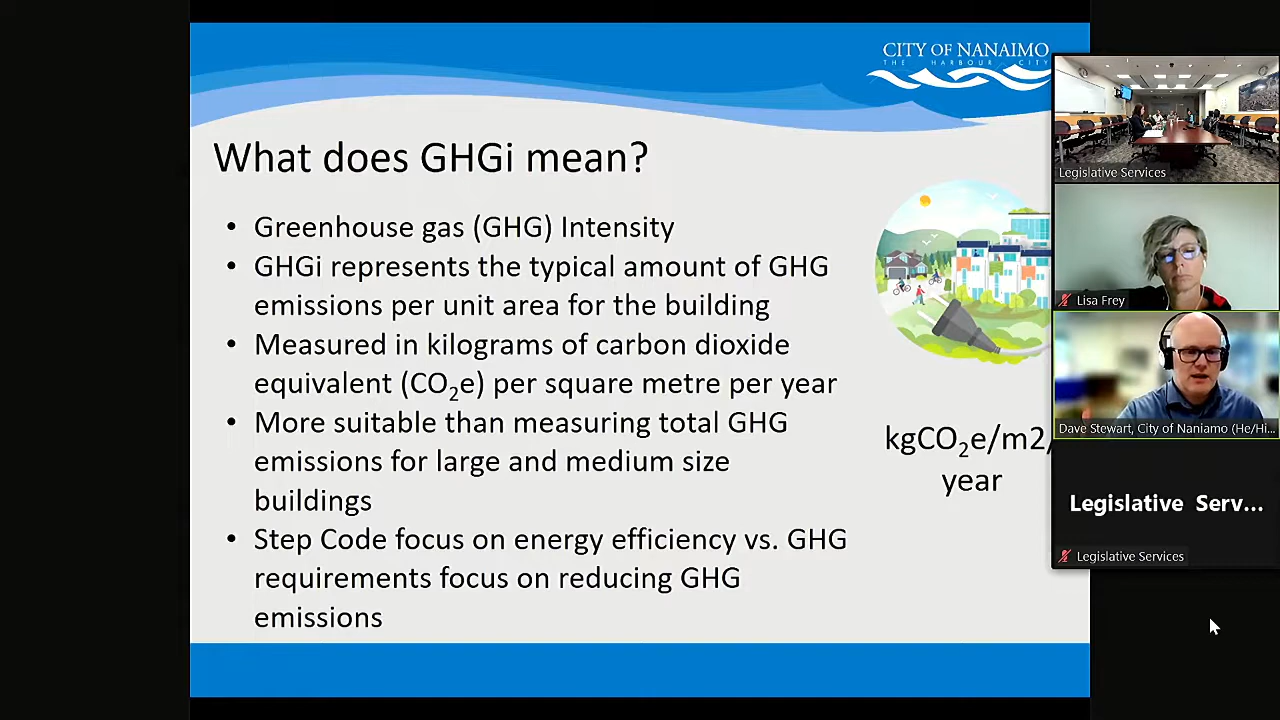 CITY OF NANAIMO
THE HARBOUR CITY
What does GHGi mean?
• Greenhouse gas (GHG) Intensity
• GHGi represents the typical amount of GHG
emissions per unit area for the building
• Measured in kilograms of carbon dioxide
equivalent (CO₂e) per square metre per year
• More suitable than measuring total GHG
emissions for large and medium size
buildings
• Step Code focus on energy efficiency vs. GHG
requirements focus on reducing GHG
emissions
kgCO₂e/m2/
year
Legislative Services
Lisa Frey
Dave Stewart, City of Naniamo (He/Hi...
Legislative Serv...
Legislative Services